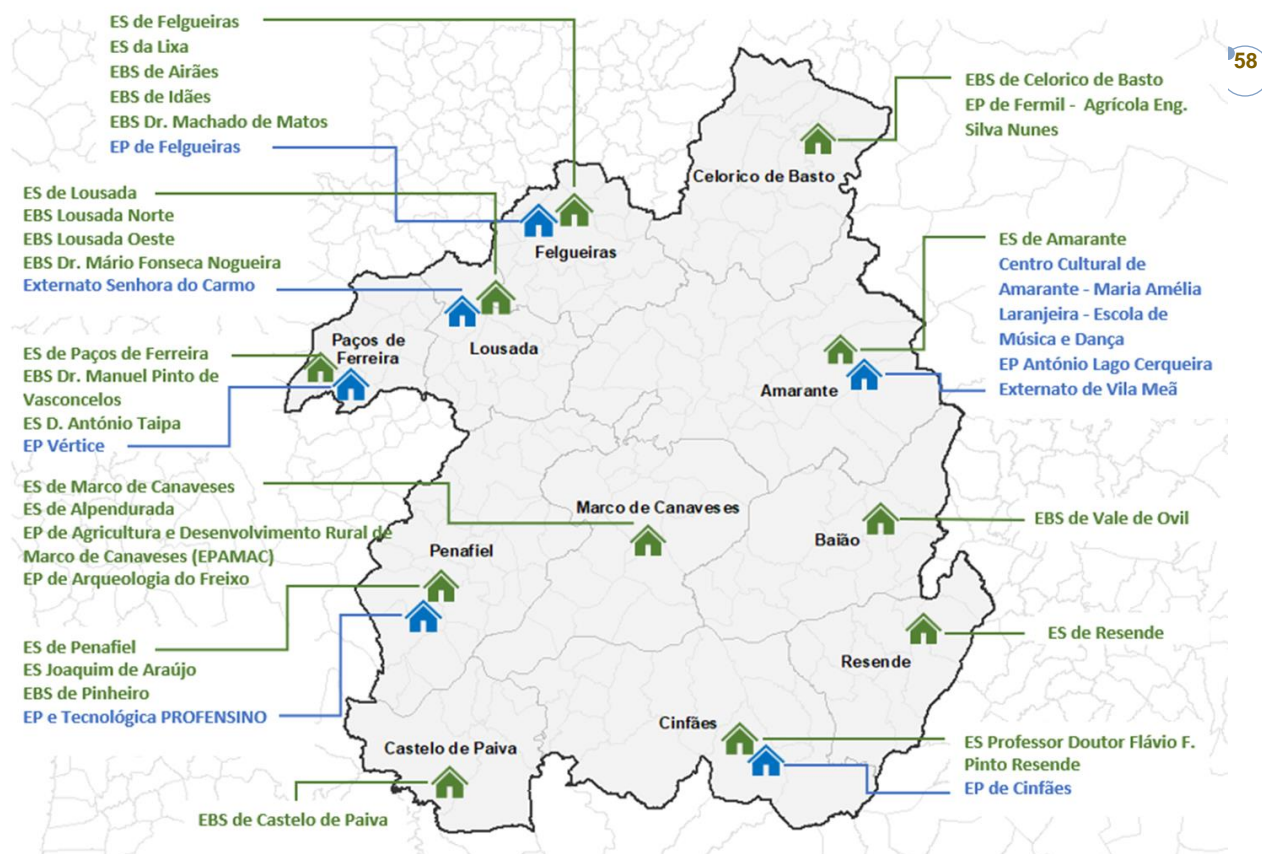 58
ES de Felgueiras
ES da Lixa
EBS de Airães
EBS de Idães
EBS Dr. Machado de Matos
EP de Felgueiras
EBS de Celorico de Basto
EP de Fermil - Agrícola Eng.
Silva Nunes
Celorico de Basto
ES de Lousada
EBS Lousada Norte
EBS Lousada Oeste
EBS Dr. Mário Fonseca Nogueira
Externato Senhora do Carmo
Felgueiras
ES de Amarante
Centro Cultural de
Amarante - Maria Amélia
Laranjeira - Escola de
Música e Dança
EP António Lago Cerqueira
Externato de Vila Meã
Paços de
Ferreira
Lousada
Amarante
ES de Paços de Ferreira
EBS Dr. Manuel Pinto de
Vasconcelos
ES D. António Taipa
EP Vértice
ES de Marco de Canaveses
ES de Alpendurada
EP de Agricultura e Desenvolvimento Rural de
Marco de Canaveses (EPAMAC)
EP de Arqueologia do Freixo
Marco de Canaveses
Penafiel
Baião
EBS de Vale de Ovil
ES de Penafiel
ES Joaquim de Araújo
EBS de Pinheiro
EP e Tecnológica PROFENSINO
Resende
ES de Resende
Cinfães
ES Professor Doutor Flávio F.
Pinto Resende
EP de Cinfães
Castelo de Paiva
EBS de Castelo de Paiva